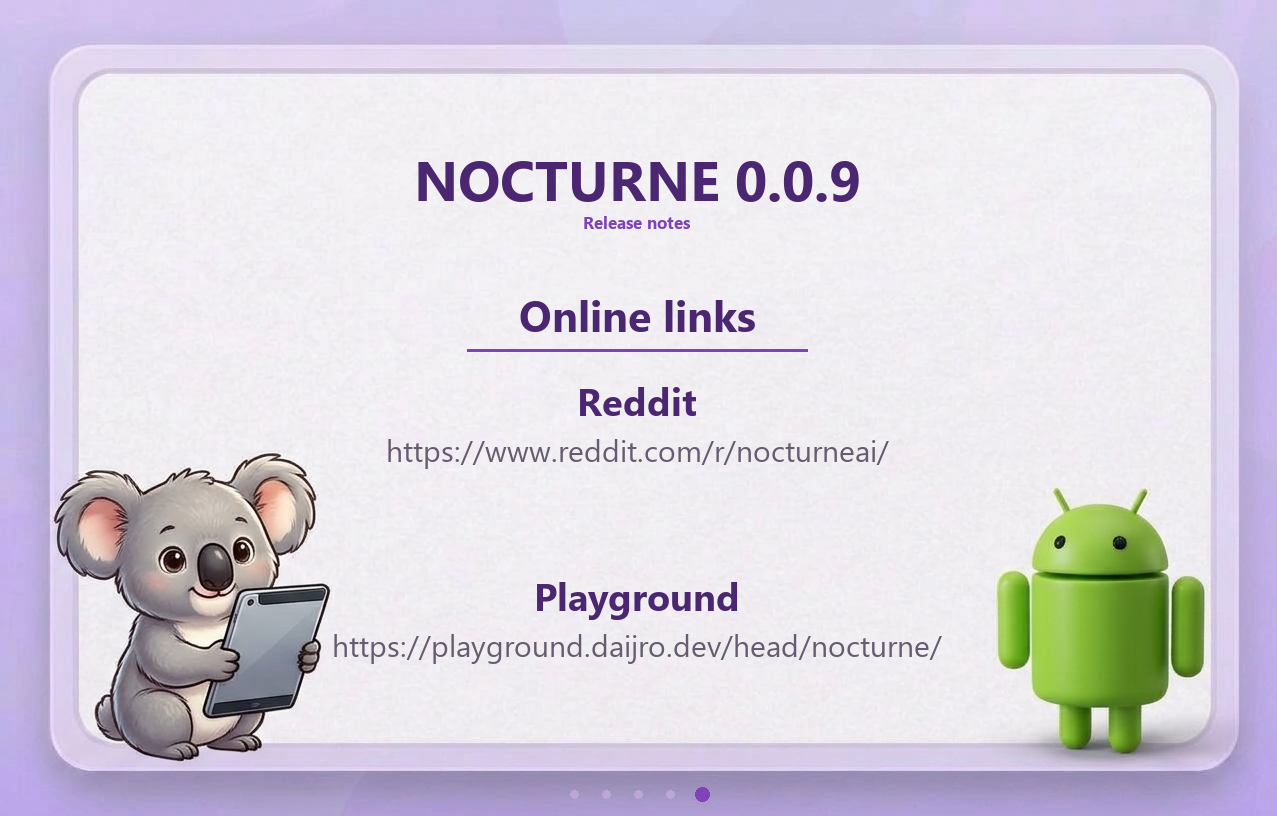 NOCTURNE 0.0.9
Release notes
Online links
Reddit
https://www.reddit.com/r/nocturneai/
Playground
https://playground.daijro.dev/head/nocturne/